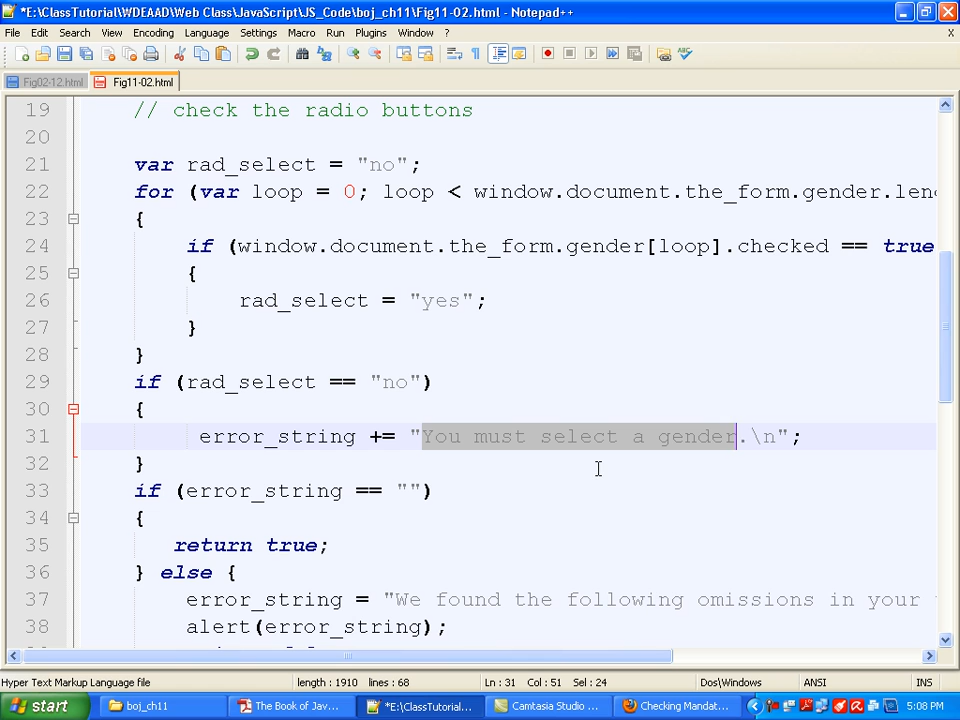 *E:\ClassTutorial\WDEAAD\Web Class\JavaScript\JS_Code\boj_ch11\Fig11-02.html - Notepad++
File Edit Search View Encoding Language Settings Macro Run Plugins Window ? X
Fig02-12.html Fig11-02.html
19 // check the radio buttons
20
21 var rad_select = "no";
22 for (var loop = 0; loop < window.document.the_form.gender.len
23 {
24 if (window.document.the_form.gender[loop].checked == true
25 {
26 rad_select = "yes";
27 }
28 }
29 if (rad_select == "no")
30 {
31 error_string += "You must select a gender.\n";
32 }
33 if (error_string == "")
34 {
35 return true;
36 } else {
37 error_string = "We found the following omissions in your
38 alert(error_string);
Hyper Text Markup Language file length : 1910 lines : 68 Ln : 31 Col : 51 Sel : 24 Dos\Windows ANSI INS
start boj_ch11 The Book of Jav... *E:\ClassTutorial... Camtasia Studio ... Checking Mandat... 5:08 PM